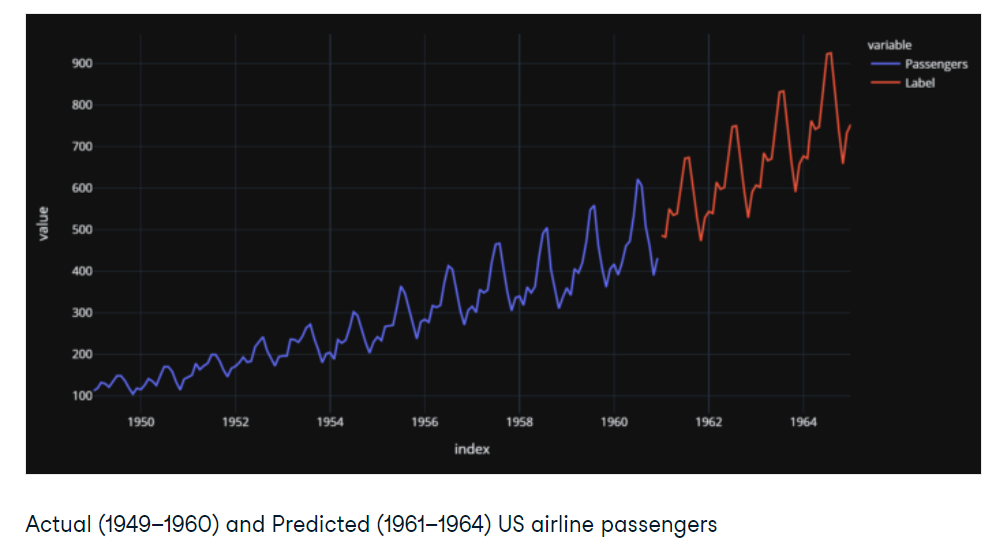 variable
Passengers
Label
900
800
700
600
500
400
300
200
100
value
1950 1952 1954 1956 1958 1960 1962 1964
index
Actual (1949–1960) and Predicted (1961–1964) US airline passengers